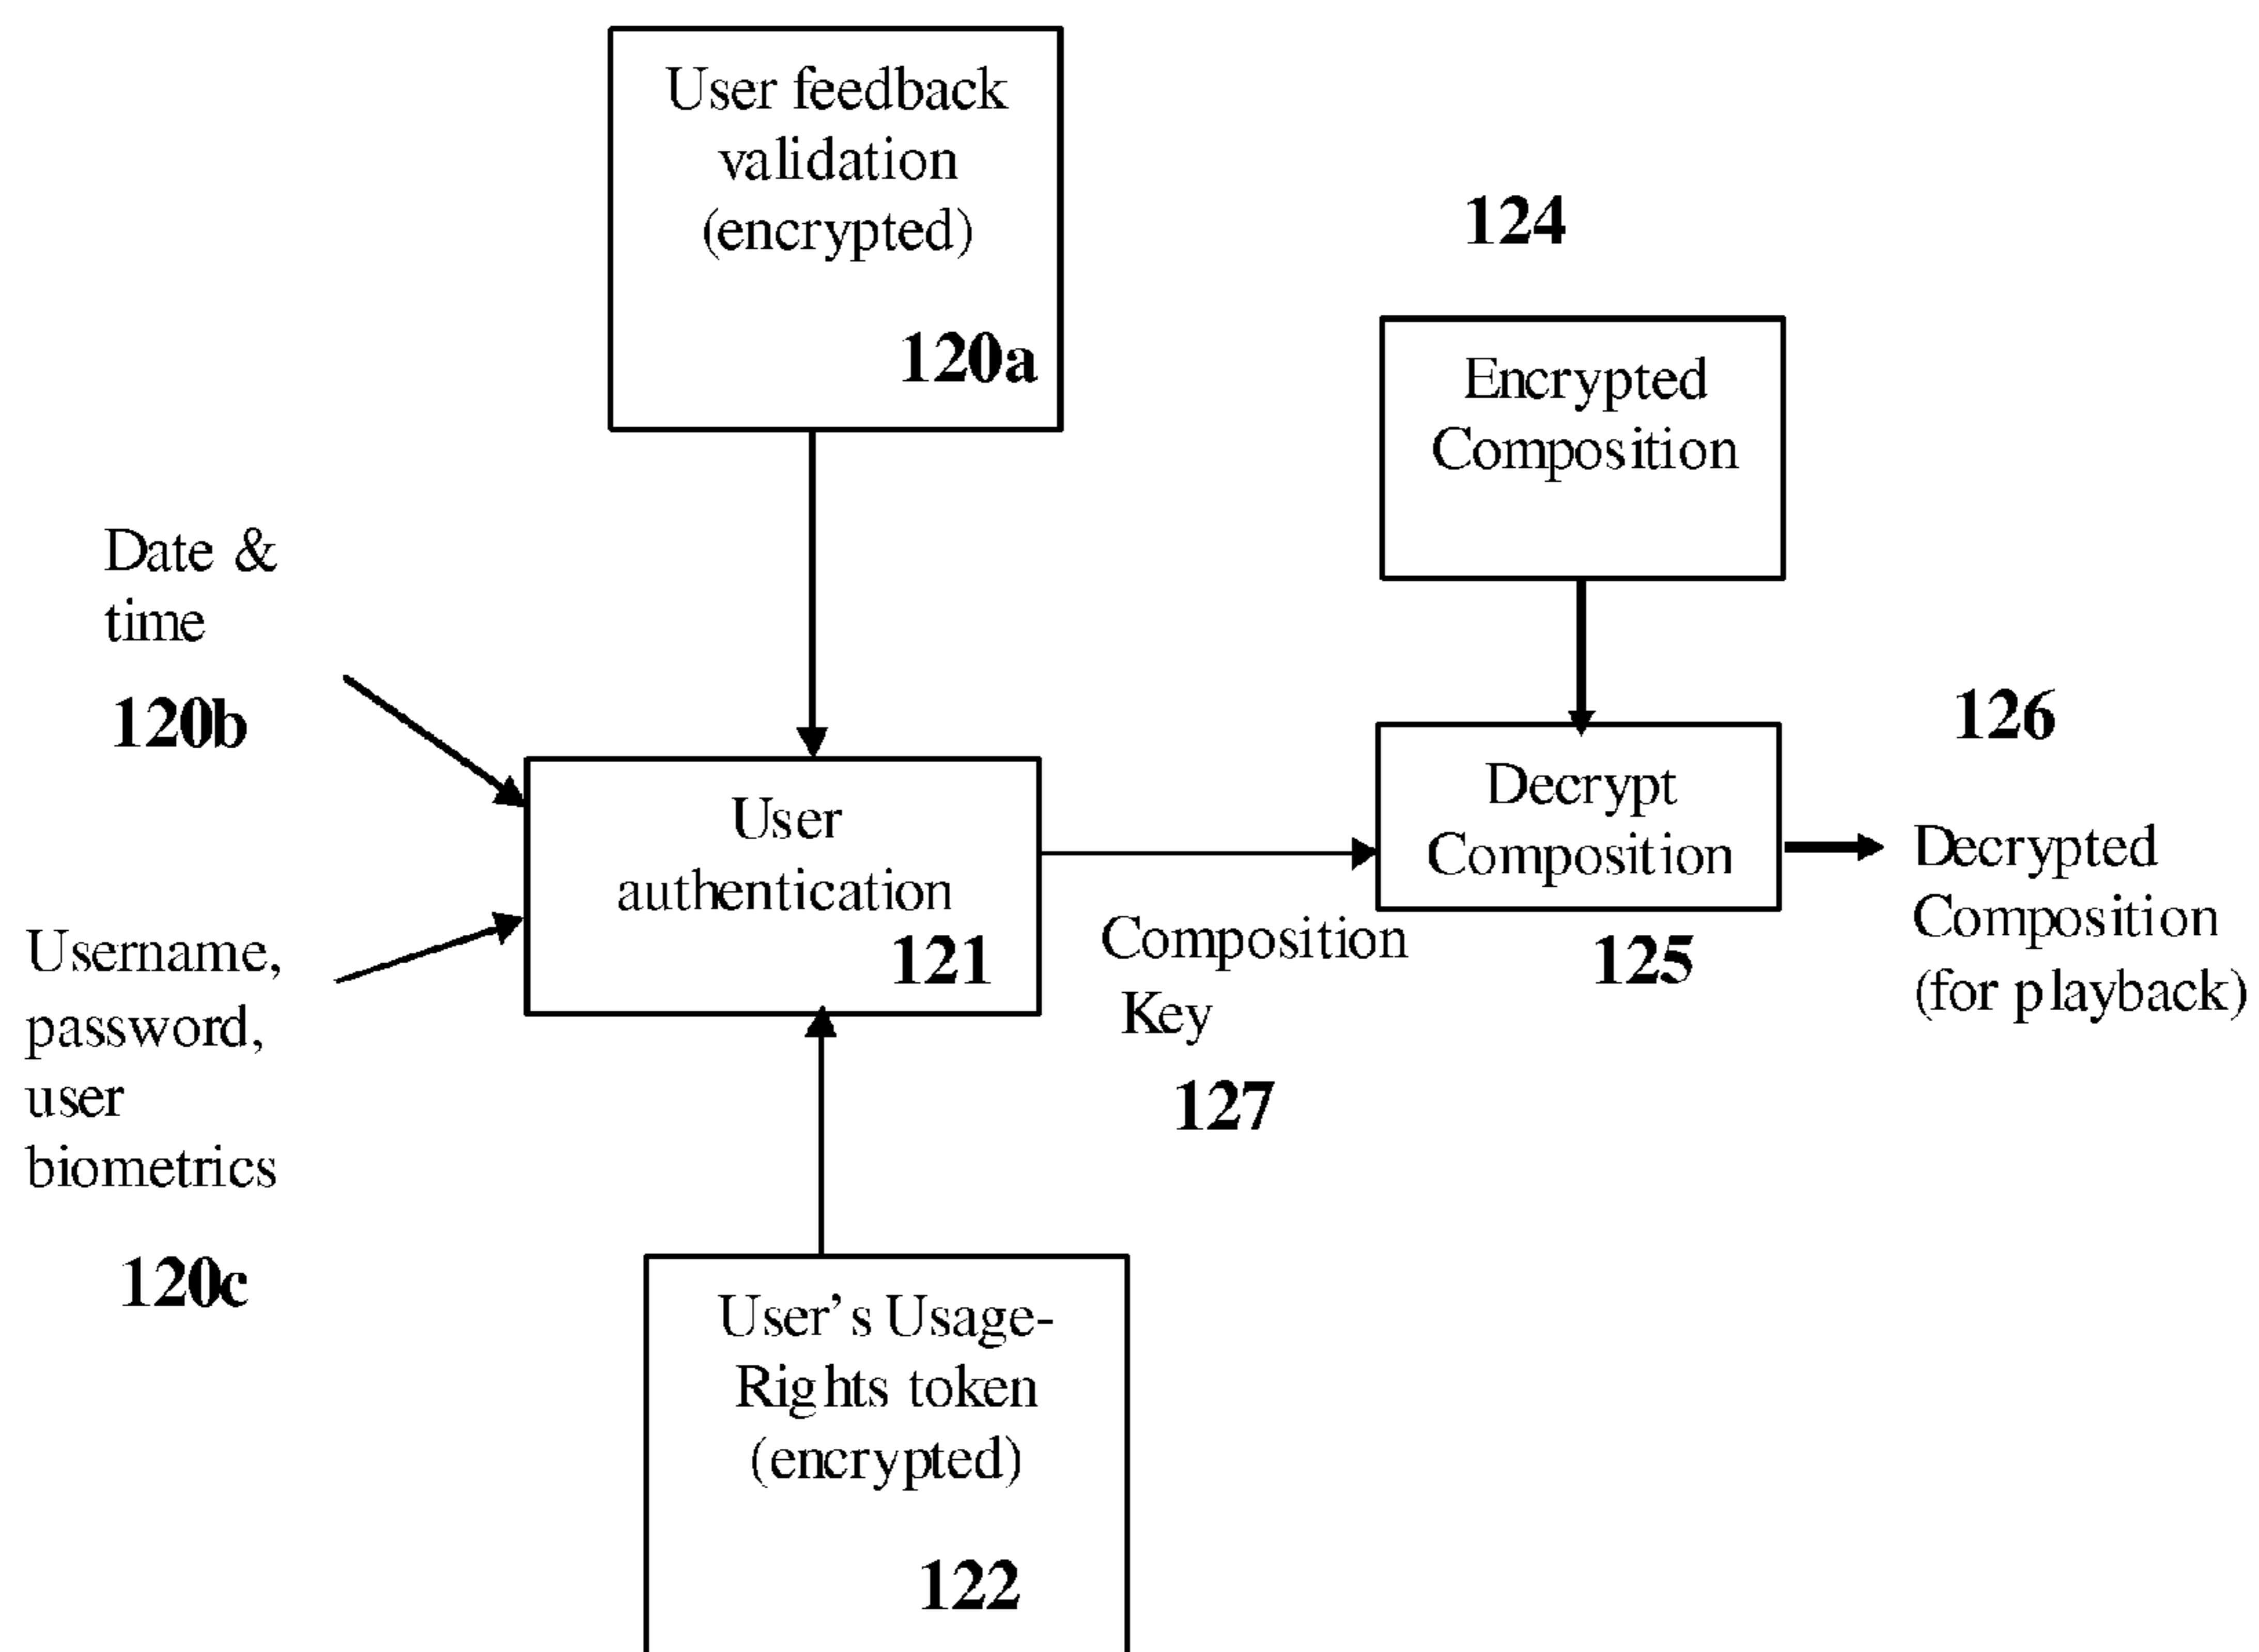 User feedback
validation
(encrypted)
120a
124
Encrypted
Composition
Date &
time
120b
User
authentication
121
Decrypt
Composition
125
126
Decrypted
Composition
(for playback)
Username,
password,
user
biometrics
120c
Composition
Key
127
User's Usage-
Rights token
(encrypted)
122